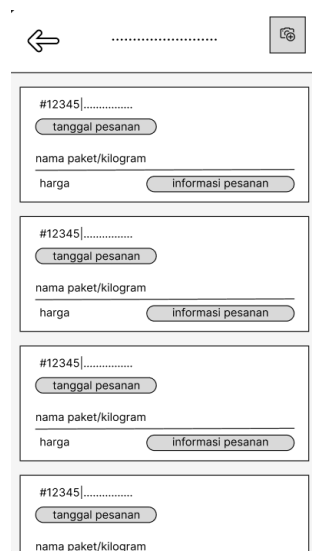 .........................
#12345|...............
tanggal pesanan
nama paket/kilogram
harga informasi pesanan
#12345|...............
tanggal pesanan
nama paket/kilogram
harga informasi pesanan
#12345|...............
tanggal pesanan
nama paket/kilogram
harga informasi pesanan
#12345|...............
tanggal pesanan
nama paket/kilogram